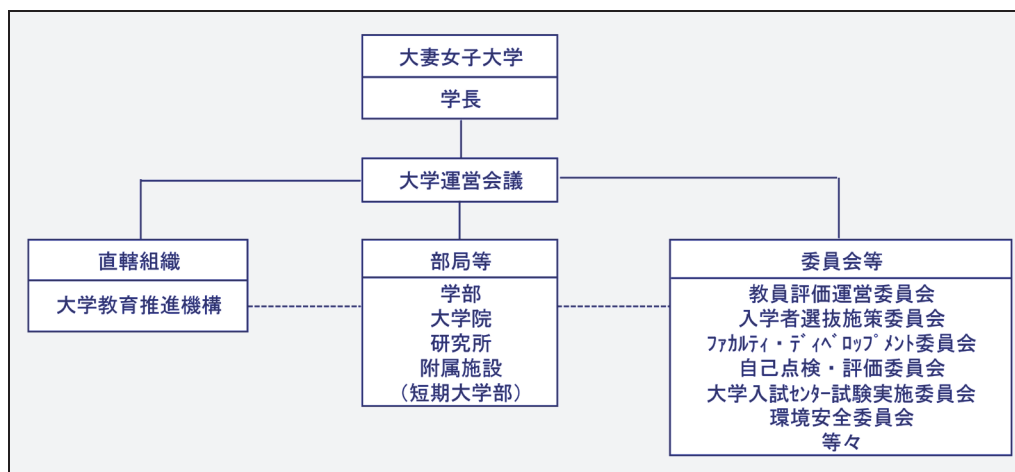 大妻女子大学
学長
大学運営会議
直轄組織
大学教育推進機構
部局等
学部
大学院
研究所
附属施設
(短期大学部)
委員会等
教員評価運営委員会
入学者選抜施策委員会
ﾌｧｶﾙﾃｨ・ﾃﾞｨﾍﾞﾛｯﾌﾟﾒﾝﾄ委員会
自己点検・評価委員会
大学入試ｾﾝﾀｰ試験実施委員会
環境安全委員会
等々